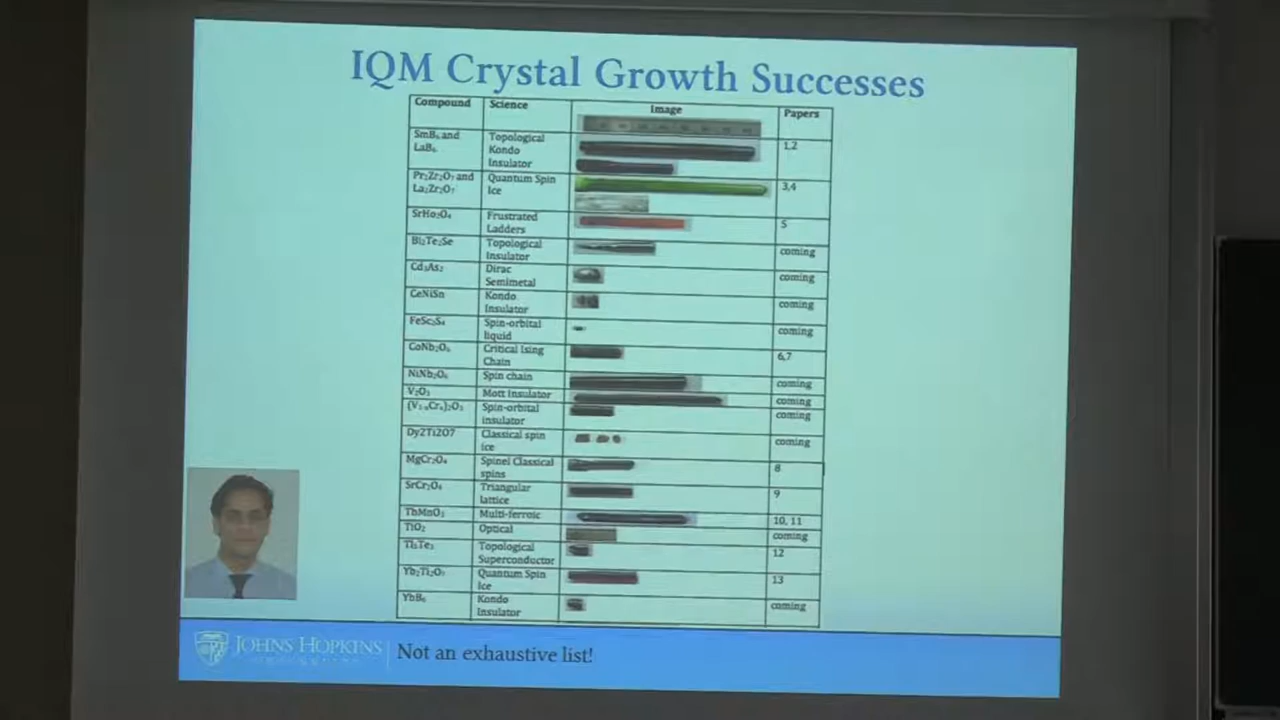 IQM Crystal Growth Successes
Compound Science Image Papers
SmB₆ and LaB₆ Topological Kondo Insulator 1,2
Pr₂Zr₂O₇ and La₂Zr₂O₇ Quantum Spin Ice 3,4
SrHo₂O₄ Frustrated Ladders 5
Bi₂Te₂Se Topological Insulator coming
Cd₃As₂ Dirac Semimetal coming
CeNiSn Kondo Insulator coming
FeSc₂S₄ Spin-orbital liquid coming
CoNb₂O₆ Critical Ising Chain 6,7
NiNb₂O₆ Spin chain coming
V₂O₃ Mott Insulator coming
(V₁₋ₓCrₓ)₂O₃ Spin-orbital insulator coming
Dy2Ti2O7 Classical spin ice coming
MgCr₂O₄ Spinel Classical spins 8
SrCr₂O₄ Triangular lattice 9
TbMnO₃ Multi-ferroic 10, 11
TiO₂ Optical coming
Tl₅Te₃ Topological Superconductor 12
Yb₂Ti₂O₇ Quantum Spin Ice 13
YbB₆ Kondo Insulator coming
JOHNS HOPKINS
Not an exhaustive list!